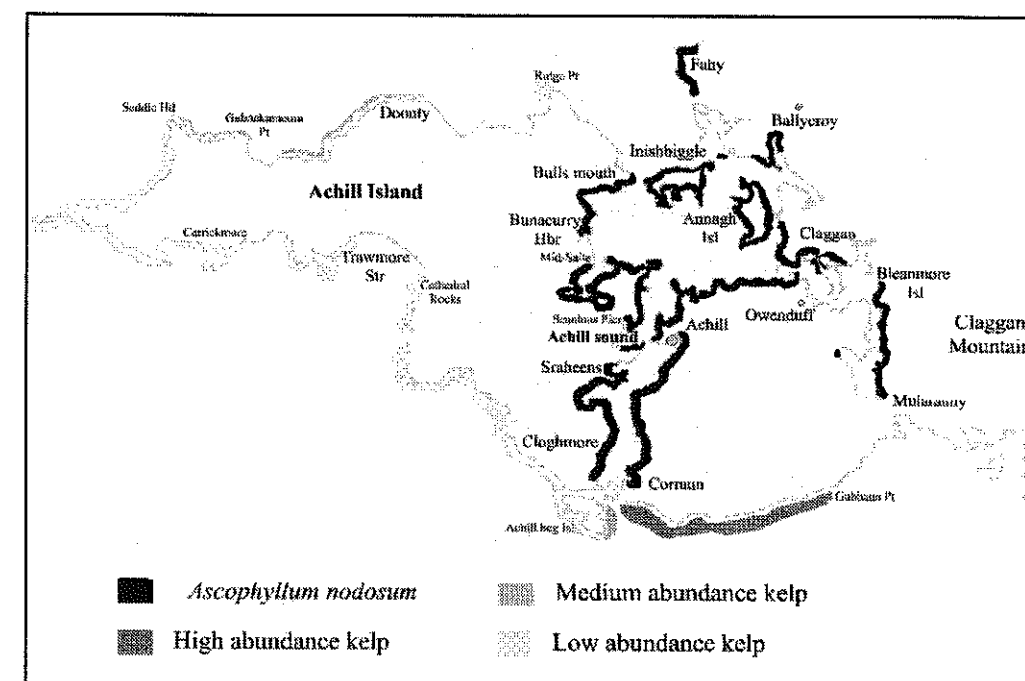 Fahy
Ridge Pt
Saddle Hd
Doonty
Ballycroy
Pt
Inishbiggle
Bulls mouth
Achill Island
Bunacurry
Hbr
Annagh
Isl
Claggan
Carrickmore
Trawmore
Str
Cathedral
Rocks
Bleanmore
Isl
Owenduff
Achill
Achill sound
Claggan
Mountain
Sraheens
Mulranny
Cloghmore
Corraun
Achill beg Isl
Ascophyllum nodosum
Medium abundance kelp
High abundance kelp
Low abundance kelp